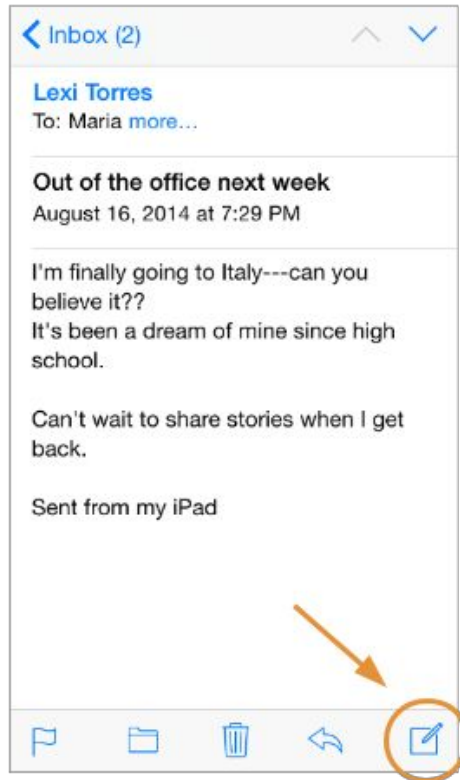 Inbox (2)
Lexi Torres
To: Maria more...
Out of the office next week
August 16, 2014 at 7:29 PM
I'm finally going to Italy---can you
believe it??
It's been a dream of mine since high
school.
Can't wait to share stories when I get
back.
Sent from my iPad